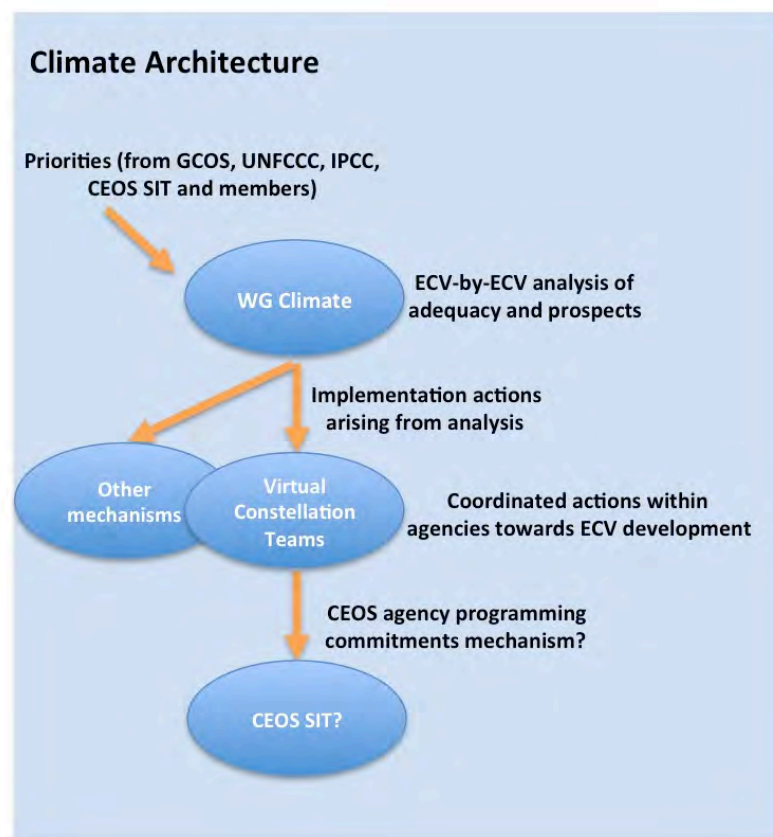 Climate Architecture
Priorities (from GCOS, UNFCCC, IPCC,
CEOS SIT and members)
WG Climate
ECV-by-ECV analysis of
adequacy and prospects
Implementation actions
arising from analysis
Other
mechanisms
Virtual
Constellation
Teams
Coordinated actions within
agencies towards ECV development
CEOS agency programming
commitments mechanism?
CEOS SIT?